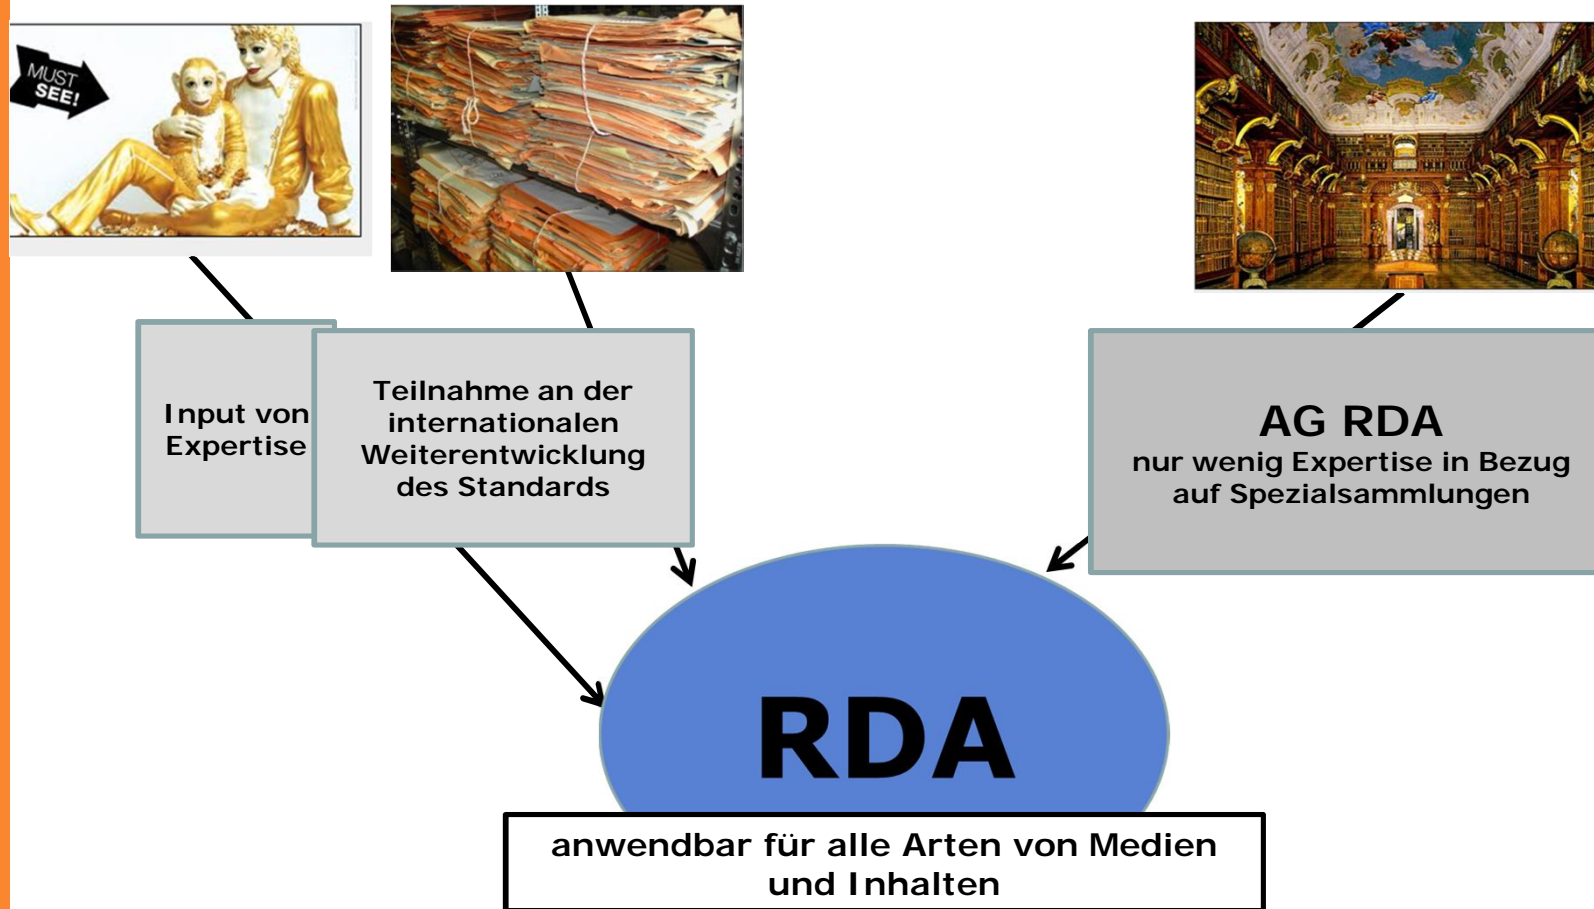 MUST
SEE!
Input von
Expertise
Teilnahme an der
internationalen
Weiterentwicklung
des Standards
AG RDA
nur wenig Expertise in Bezug
auf Spezialsammlungen
RDA
anwendbar für alle Arten von Medien
und Inhalten